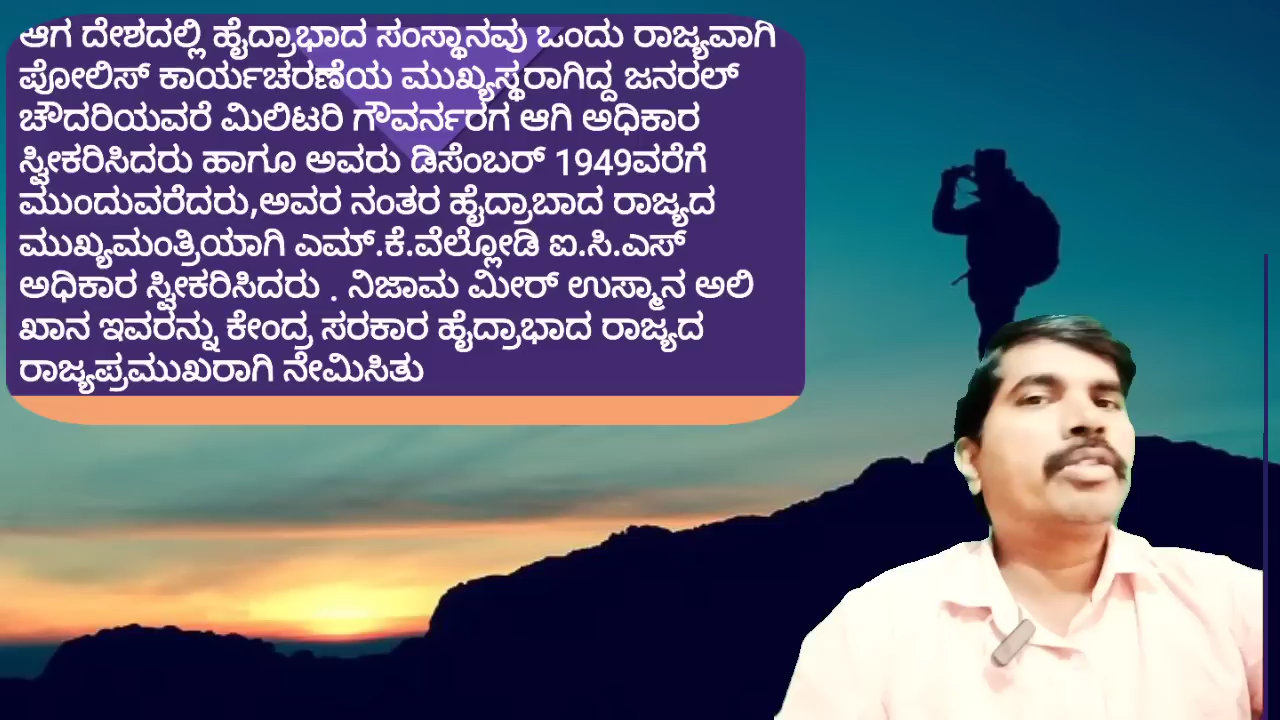 ಆಗ ದೇಶದಲ್ಲಿ ಹೈದ್ರಾಭಾದ ಸಂಸ್ಥಾನವು ಒಂದು ರಾಜ್ಯವಾಗಿ
ಪೋಲಿಸ್ ಕಾರ್ಯಚರಣೆಯ ಮುಖ್ಯಸ್ಥರಾಗಿದ್ದ ಜನರಲ್
ಚೌದರಿಯವರೆ ಮಿಲಿಟರಿ ಗೌವರ್ನರಗ ಆಗಿ ಅಧಿಕಾರ
ಸ್ವೀಕರಿಸಿದರು ಹಾಗೂ ಅವರು ಡಿಸೆಂಬರ್ 1949ವರೆಗೆ
ಮುಂದುವರೆದರು,ಅವರ ನಂತರ ಹೈದ್ರಾಬಾದ ರಾಜ್ಯದ
ಮುಖ್ಯಮಂತ್ರಿಯಾಗಿ ಎಮ್.ಕೆ.ವೆಲ್ಲೋಡಿ ಐ.ಸಿ.ಎಸ್
ಅಧಿಕಾರ ಸ್ವೀಕರಿಸಿದರು . ನಿಜಾಮ ಮೀರ್ ಉಸ್ಮಾನ ಅಲಿ
ಖಾನ ಇವರನ್ನು ಕೇಂದ್ರ ಸರಕಾರ ಹೈದ್ರಾಭಾದ ರಾಜ್ಯದ
ರಾಜ್ಯಪ್ರಮುಖರಾಗಿ ನೇಮಿಸಿತು